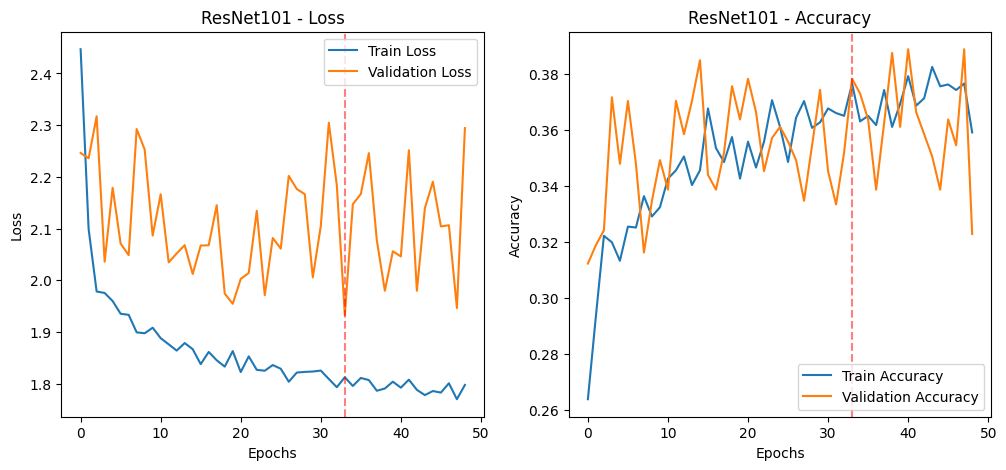 ResNet101 - Loss
Train Loss
Validation Loss
2.4
2.3
2.2
2.1
2.0
1.9
1.8
Loss
0 10 20 30 40 50
Epochs
ResNet101 - Accuracy
0.38
0.36
0.34
0.32
0.30
0.28
0.26
Accuracy
Train Accuracy
Validation Accuracy
0 10 20 30 40 50
Epochs